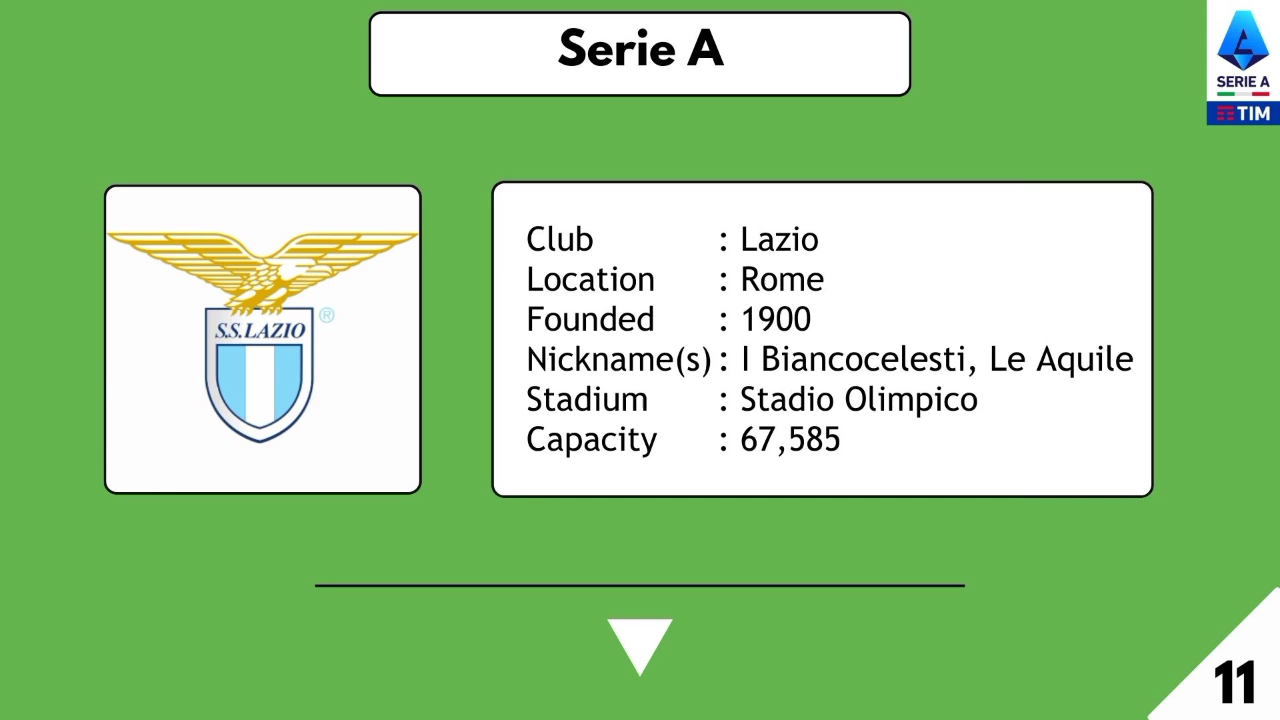 Serie A
SERIE A
TIM
S.S.LAZIO
®
Club : Lazio
Location : Rome
Founded : 1900
Nickname(s) : I Biancocelesti, Le Aquile
Stadium : Stadio Olimpico
Capacity : 67,585
11